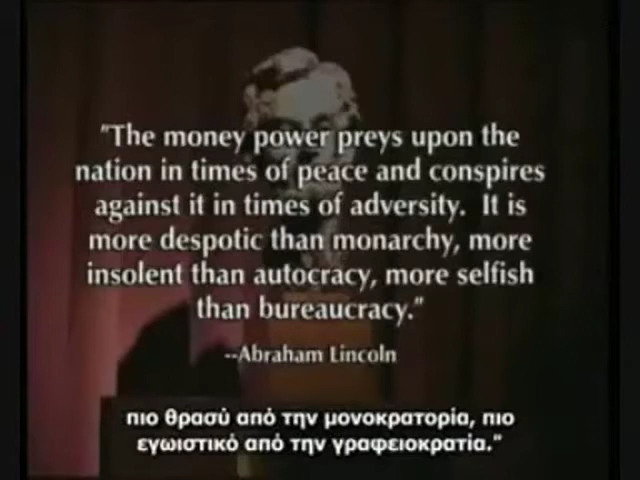 "The money power preys upon the
nation in times of peace and conspires
against it in times of adversity.  It is
more despotic than monarchy, more
insolent than autocracy, more selfish
than bureaucracy."
--Abraham Lincoln
πιο θρασύ από την μονοκρατορία, πιο
εγωιστικό από την γραφειοκρατία."